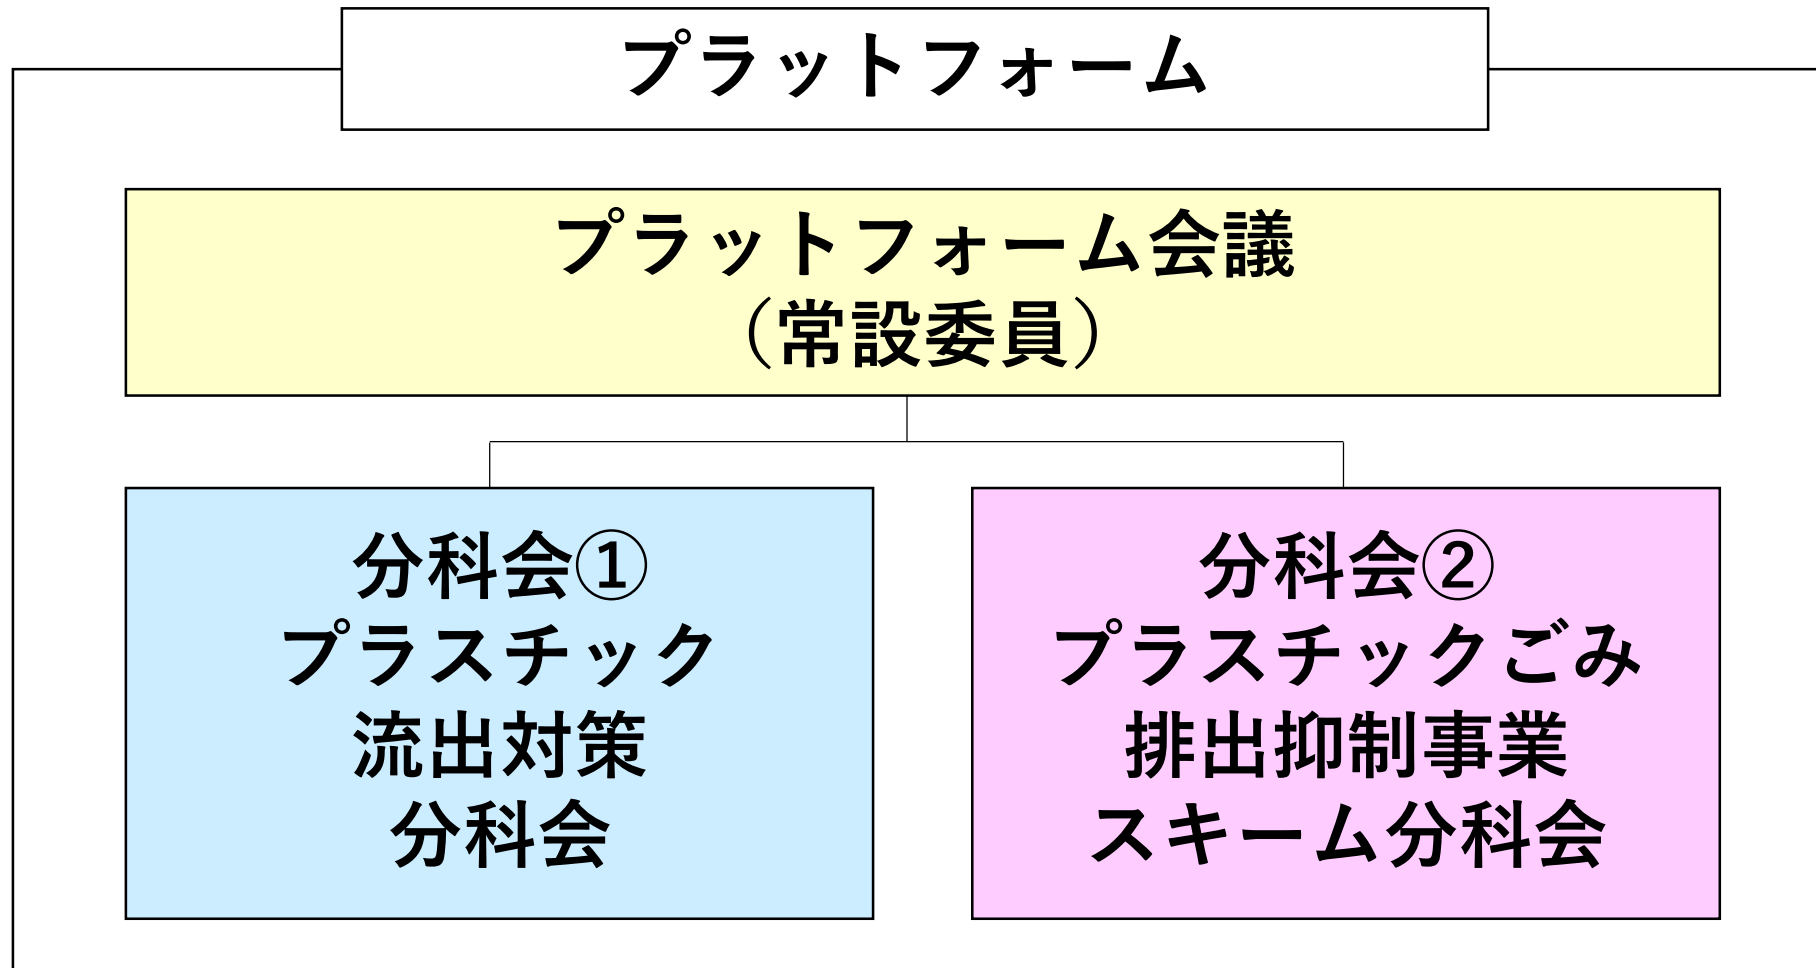 プラットフォーム
プラットフォーム会議
（常設委員）
分科会①
プラスチック
流出対策
分科会
分科会②
プラスチックごみ
排出抑制事業
スキーム分科会